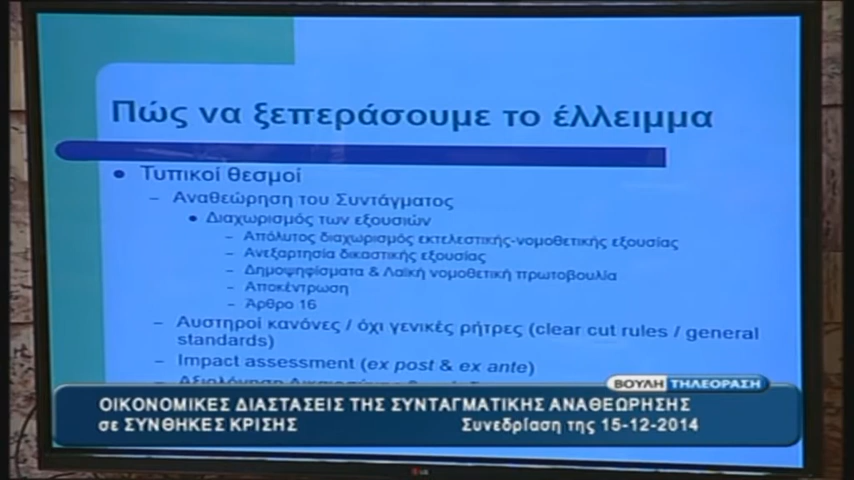 Πώς να ξεπεράσουμε το έλλειμμα
● Τυπικοί θεσμοί
– Αναθεώρηση του Συντάγματος
● Διαχωρισμός των εξουσιών
– Απόλυτος διαχωρισμός εκτελεστικής-νομοθετικής εξουσίας
– Ανεξαρτησία δικαστικής εξουσίας
– Δημοψηφίσματα & Λαϊκή νομοθετική πρωτοβουλία
– Αποκέντρωση
– Άρθρο 16
– Αυστηροί κανόνες / όχι γενικές ρήτρες (clear cut rules / general
standards)
– Impact assessment (ex post & ex ante)
ΒΟΥΛΗ ΤΗΛΕΟΡΑΣΗ
ΟΙΚΟΝΟΜΙΚΕΣ ΔΙΑΣΤΑΣΕΙΣ ΤΗΣ ΣΥΝΤΑΓΜΑΤΙΚΗΣ ΑΝΑΘΕΩΡΗΣΗΣ
σε ΣΥΝΘΗΚΕΣ ΚΡΙΣΗΣ Συνεδρίαση της 15-12-2014
LG